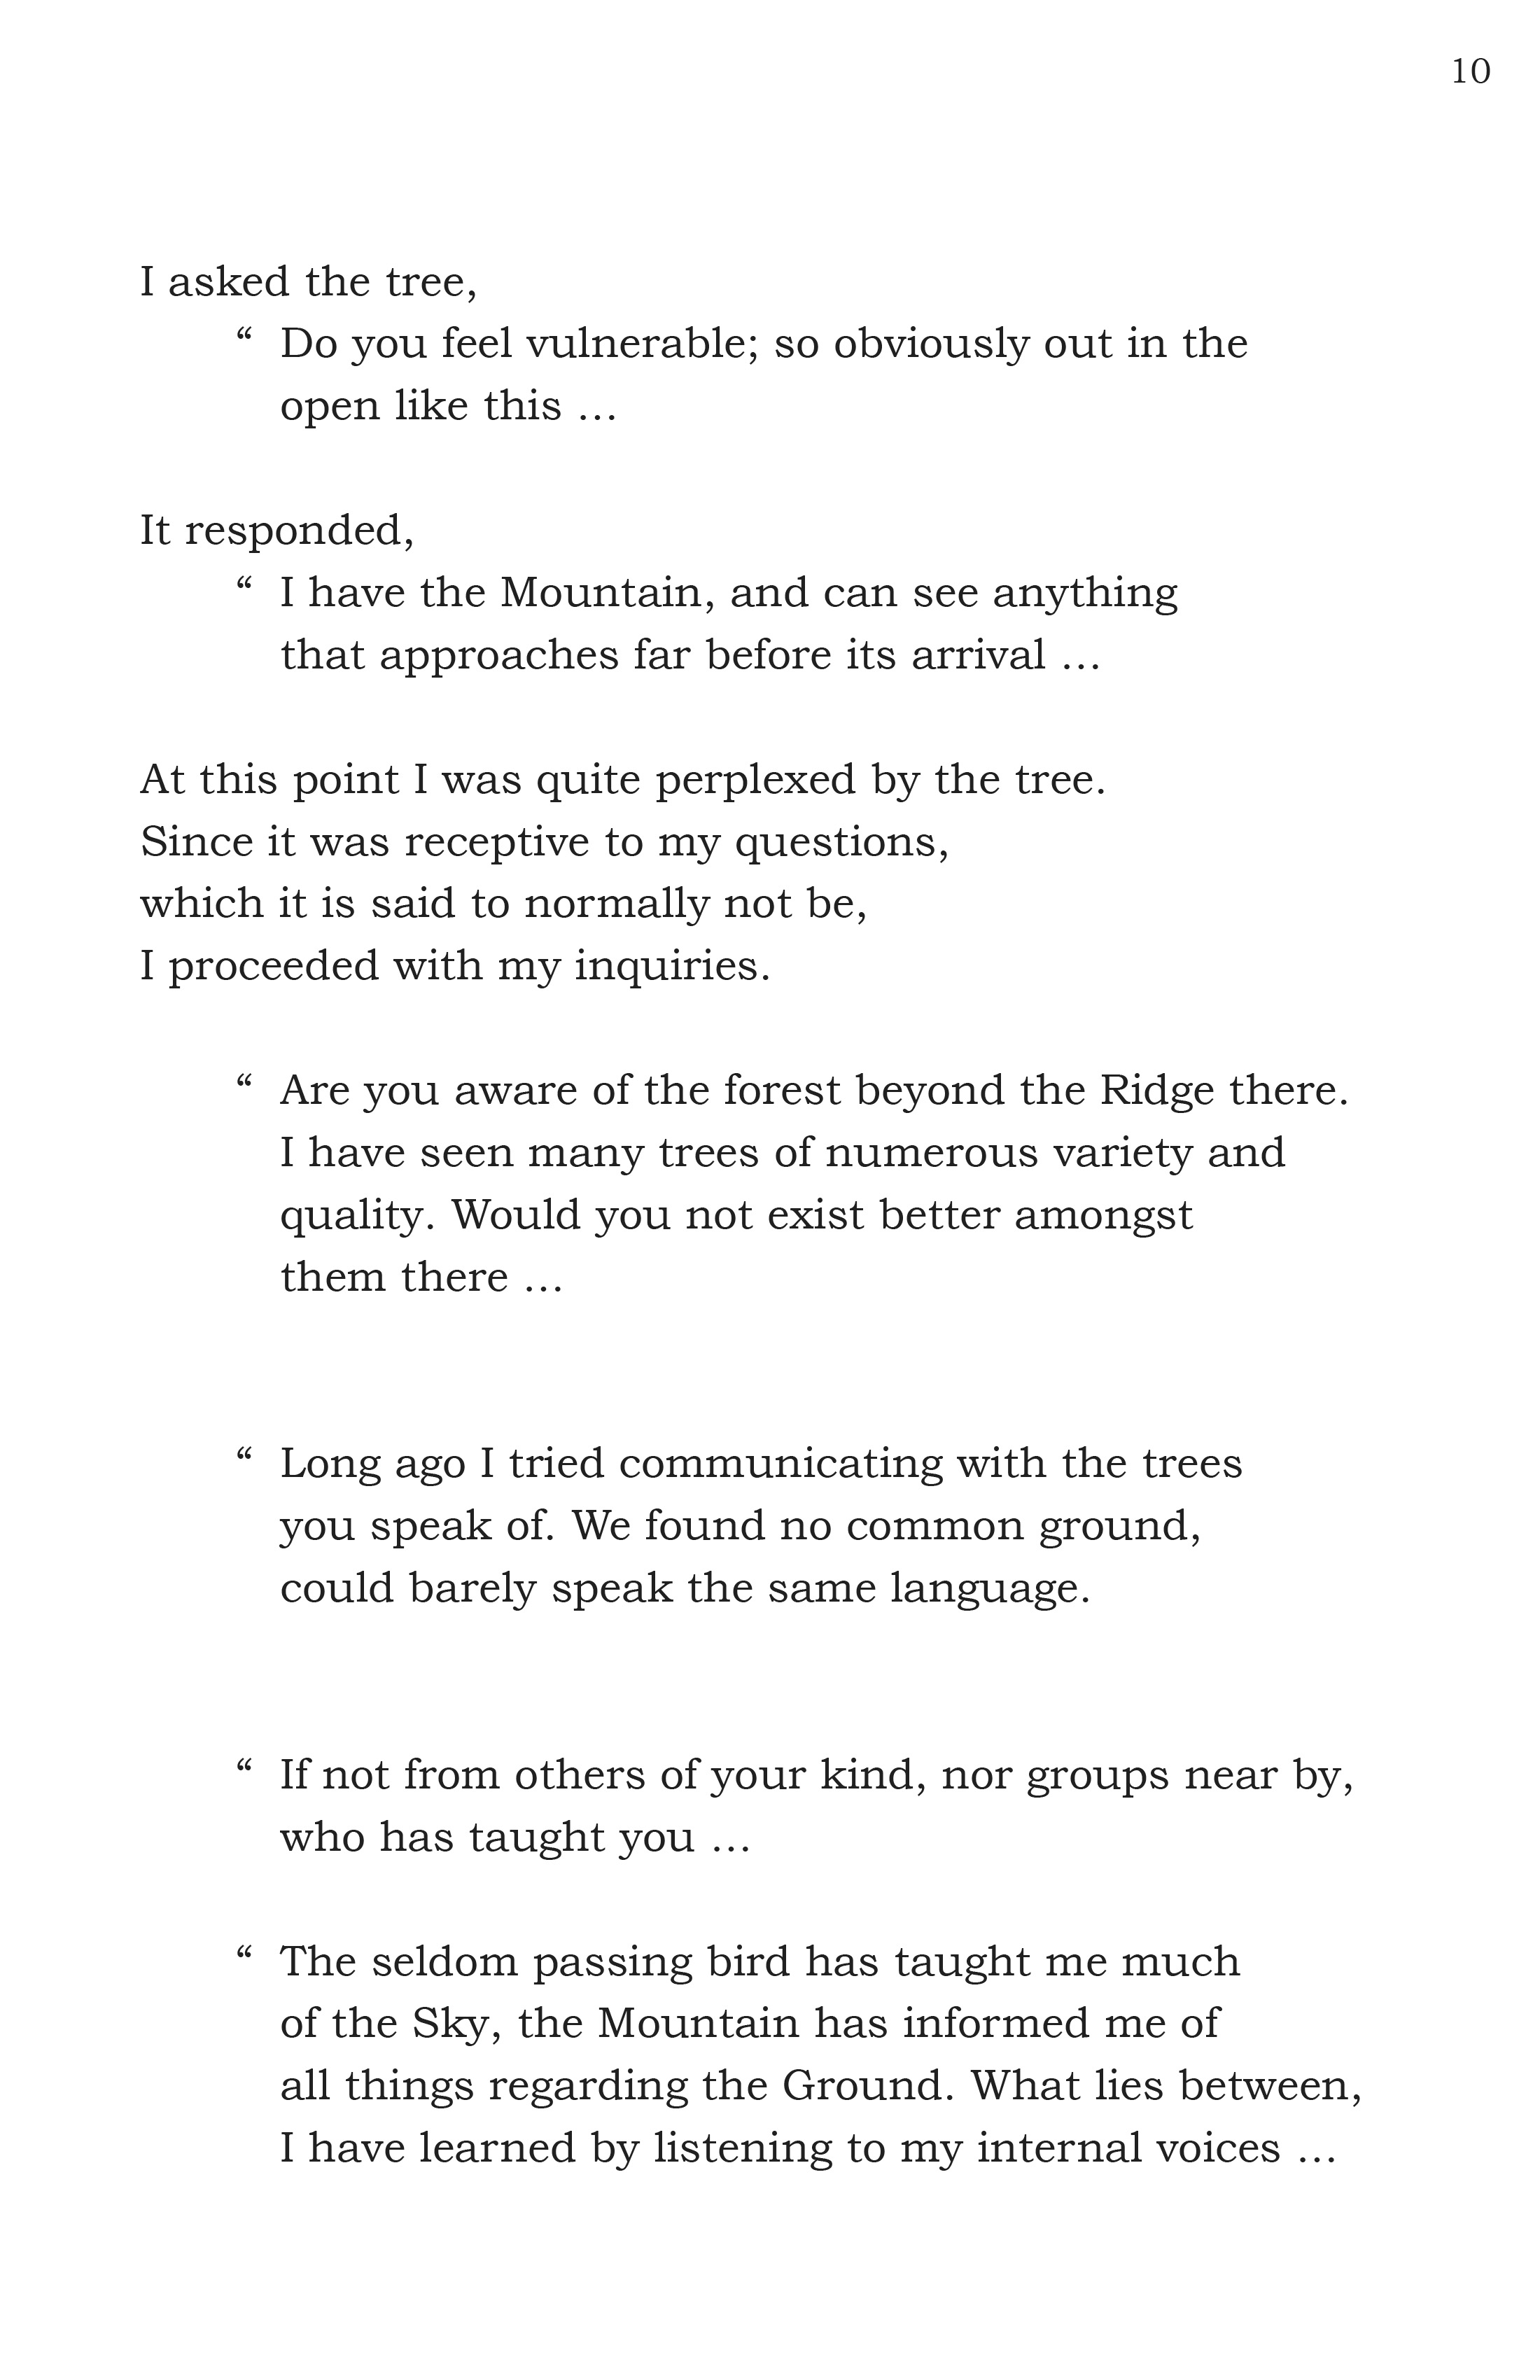 10
I asked the tree,
“ Do you feel vulnerable; so obviously out in the
open like this ...
It responded,
“ I have the Mountain, and can see anything
that approaches far before its arrival ...
At this point I was quite perplexed by the tree.
Since it was receptive to my questions,
which it is said to normally not be,
I proceeded with my inquiries.
“ Are you aware of the forest beyond the Ridge there.
I have seen many trees of numerous variety and
quality. Would you not exist better amongst
them there ...
“ Long ago I tried communicating with the trees
you speak of. We found no common ground,
could barely speak the same language.
“ If not from others of your kind, nor groups near by,
who has taught you ...
“ The seldom passing bird has taught me much
of the Sky, the Mountain has informed me of
all things regarding the Ground. What lies between,
I have learned by listening to my internal voices ...